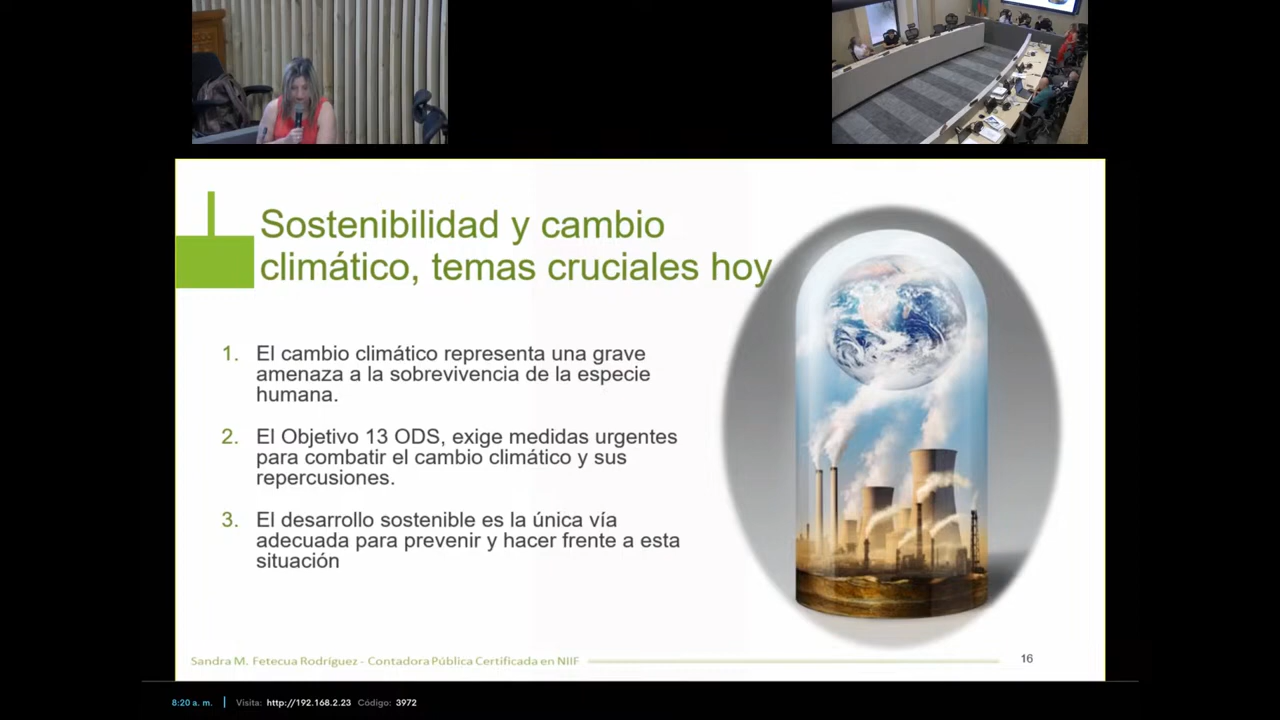 Sostenibilidad y cambio
climático, temas cruciales hoy
1. El cambio climático representa una grave
amenaza a la sobrevivencia de la especie
humana.
2. El Objetivo 13 ODS, exige medidas urgentes
para combatir el cambio climático y sus
repercusiones.
3. El desarrollo sostenible es la única vía
adecuada para prevenir y hacer frente a esta
situación
Sandra M. Fetecua Rodríguez - Contadora Pública Certificada en NIIF
16
8:20 a. m. | Visita: http://192.168.2.23 Código: 3972